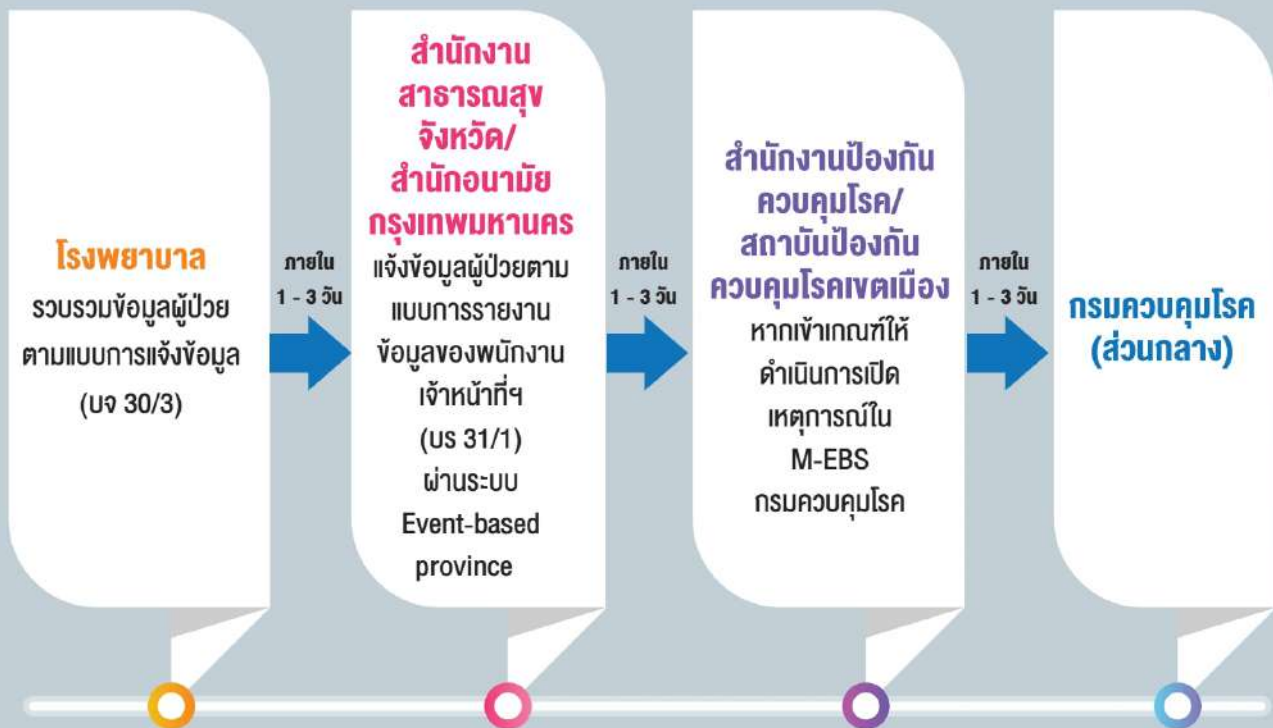 โรงพยาบาล
รวบรวมข้อมูลผู้ป่วย
ตามแบบการแจ้งข้อมูล
(บจ 30/3)
ภายใน
1 - 3 วัน
สำนักงาน
สาธารณสุข
จังหวัด/
สำนักอนามัย
กรุงเทพมหานคร
แจ้งข้อมูลผู้ป่วยตาม
แบบการรายงาน
ข้อมูลของพนักงาน
เจ้าหน้าที่ฯ
(บร 31/1)
ผ่านระบบ
Event-based
province
ภายใน
1 - 3 วัน
สำนักงานป้องกัน
ควบคุมโรค/
สถาบันป้องกัน
ควบคุมโรคเขตเมือง
หากเข้าเกณฑ์ให้
ดำเนินการเปิด
เหตุการณ์ใน
M-EBS
กรมควบคุมโรค
ภายใน
1 - 3 วัน
กรมควบคุมโรค
(ส่วนกลาง)